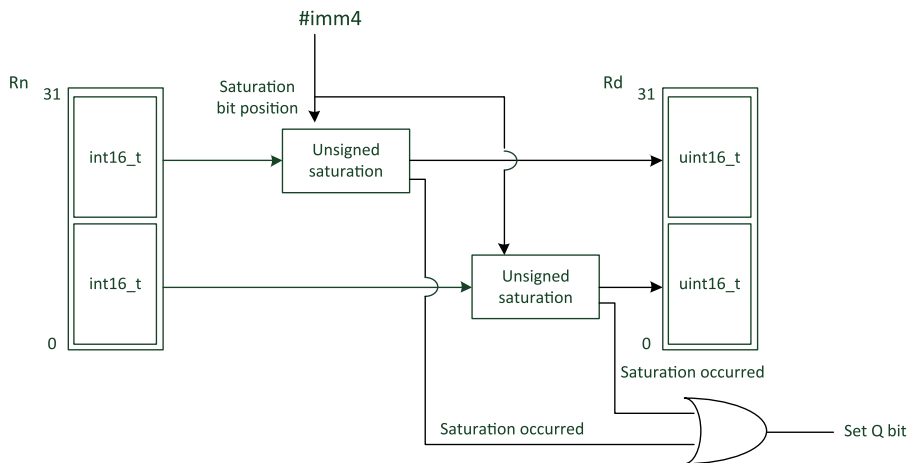 #imm4
Saturation
bit position
Rn
31
Rd
31
int16_t
Unsigned
saturation
uint16_t
int16_t
Unsigned
saturation
uint16_t
0
0
Saturation occurred
Saturation occurred
Set Q bit